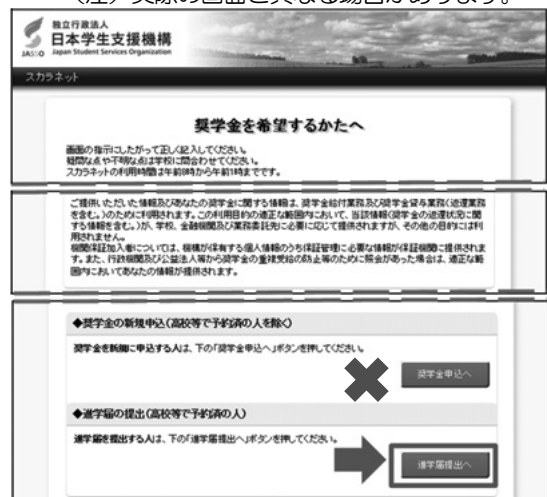 (注)実際の画面と異なる場合があります。
独立行政法人
日本学生支援機構
JASSO Japan Student Services Organization
スカラネット
奨学金を希望するかたへ
画面の指示にしたがって正しく記入してください。
疑問な点や不明な点は学校に問合わせてください。
スカラネットの利用時間は午前8時から午前1時までです。
ご提供いただいた情報及びあなたの奨学金に関する情報は、奨学金給付業務及び奨学金貸与業務(返還業務
を含む。)のために利用されます。この利用目的の適正な範囲内において、当該情報(奨学金の返還状況に関
する情報を含む。)が、学校、金融機関及び業務委託先に必要に応じて提供されますが、その他の目的には利
用されません。
機関保証加入者については、機構が保有する個人情報のうち保証管理に必要な情報が保証機関に提供されま
す。また、行政機関及び公益法人等から奨学金の重複受給の防止等のために照会があった場合は、適正な範
囲内においてあなたの情報が提供されます。
◆奨学金の新規申込(高校等で予約済の人を除く)
奨学金を新規に申込する人は、下の「奨学金申込へ」ボタンを押してください。
奨学金申込へ
◆進学届の提出(高校等で予約済の人)
進学届を提出する人は、下の「進学届提出へ」ボタンを押してください。
進学届提出へ